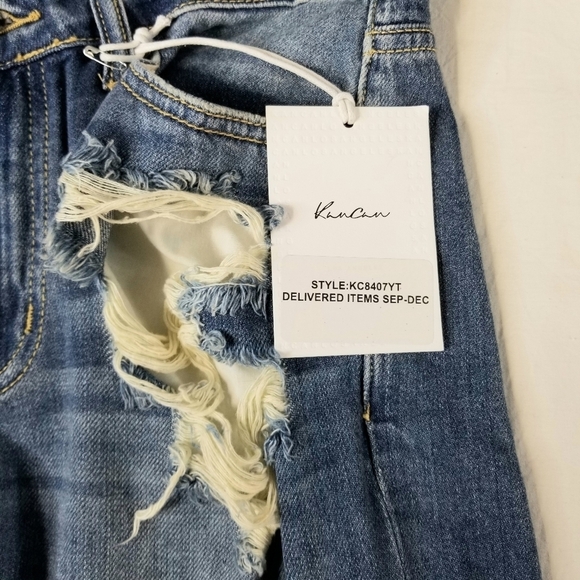 KanCan
STYLE:KC8407YT
DELIVERED ITEMS SEP-DEC